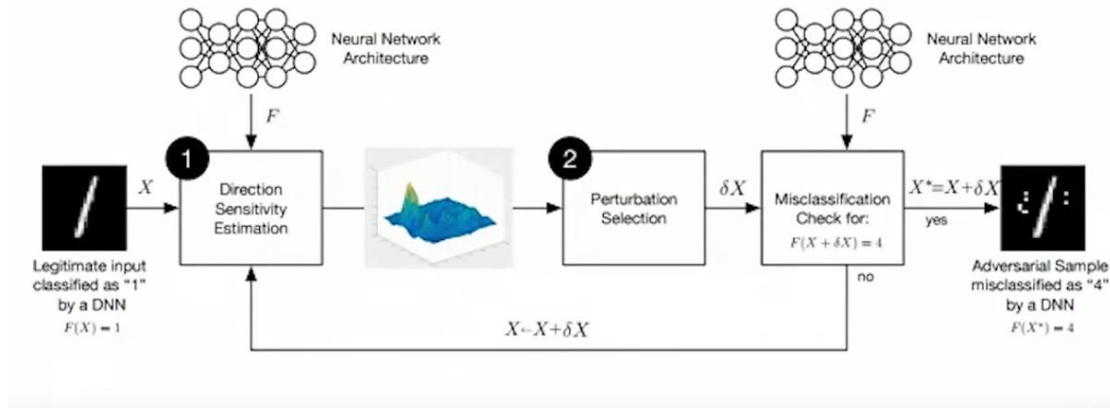 Neural Network
Architecture
F
Neural Network
Architecture
F
1
2
X
Direction
Sensitivity
Estimation
Perturbation
Selection
δX
Misclassification
Check for:
F(X + δX) = 4
X*=X+δX
yes
no
Legitimate input
classified as "1"
by a DNN
F(X) = 1
Adversarial Sample
misclassified as "4"
by a DNN
F(X*) = 4
X←X+δX